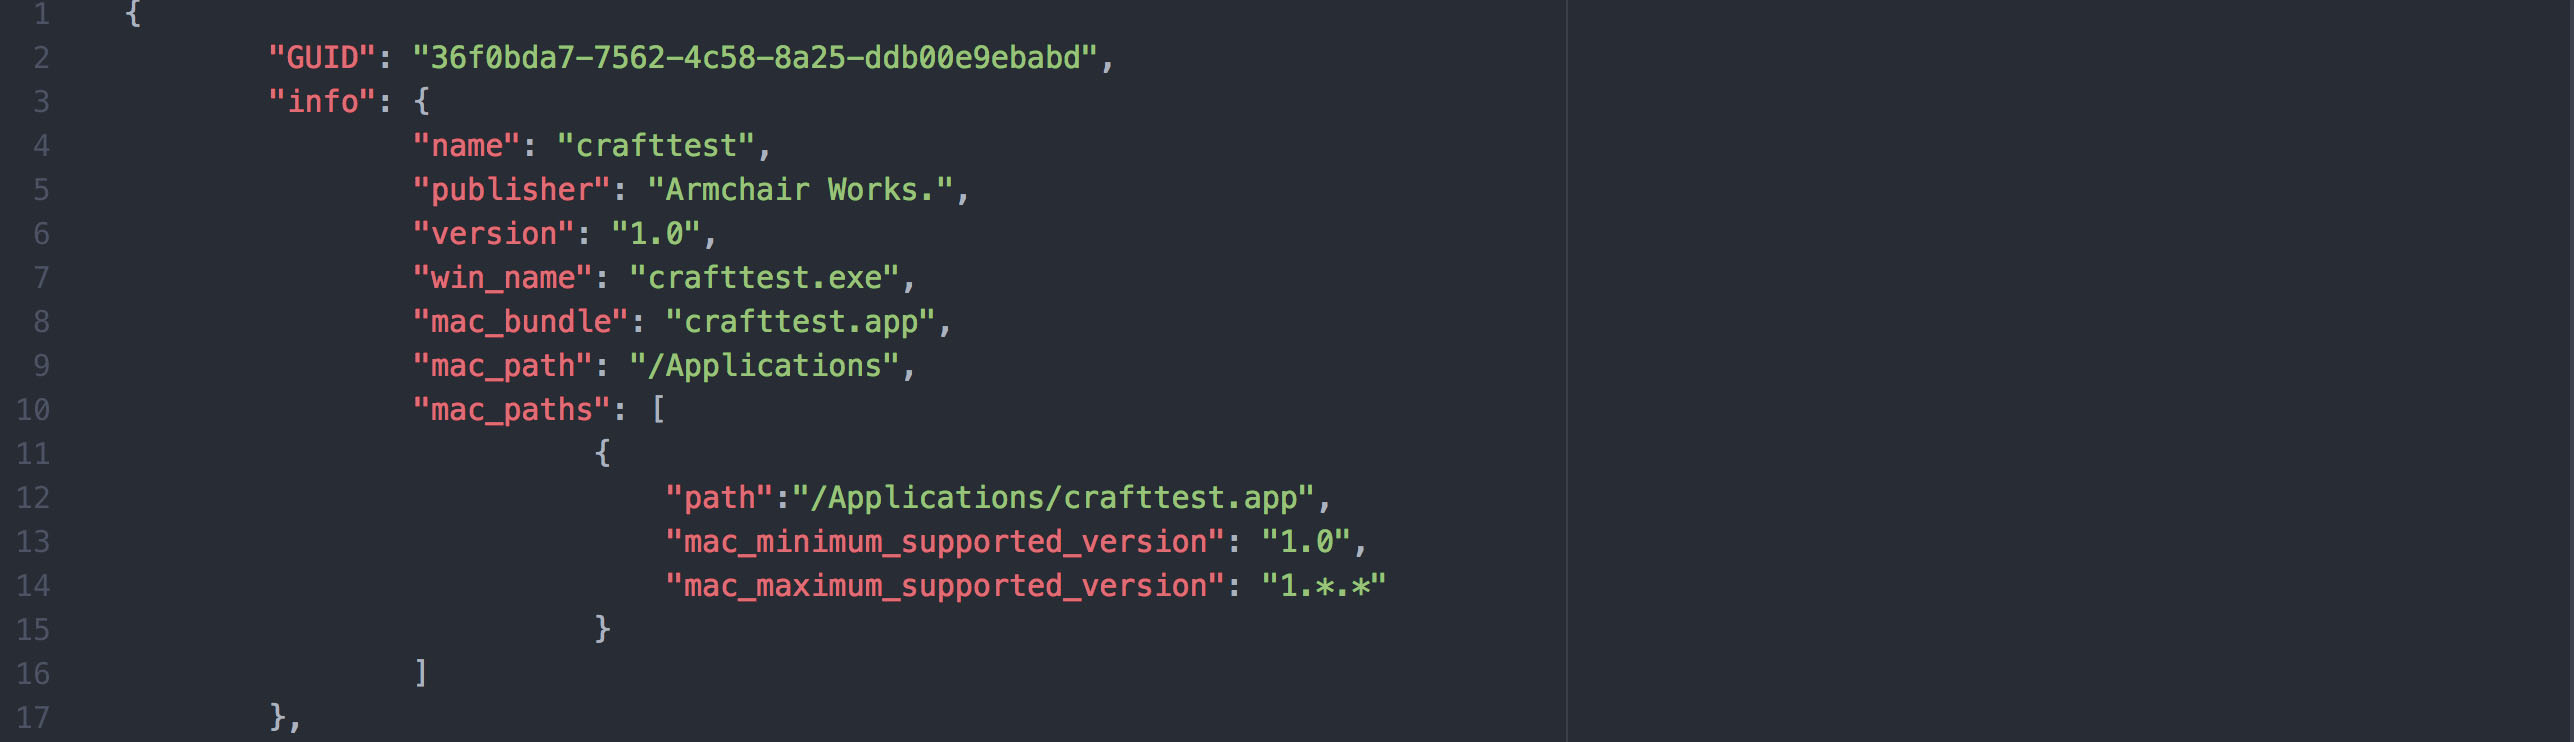 1 {
2 "GUID": "36f0bda7-7562-4c58-8a25-ddb00e9ebabd",
3 "info": {
4 "name": "crafttest",
5 "publisher": "Armchair Works.",
6 "version": "1.0",
7 "win_name": "crafttest.exe",
8 "mac_bundle": "crafttest.app",
9 "mac_path": "/Applications",
10 "mac_paths": [
11 {
12 "path":"/Applications/crafttest.app",
13 "mac_minimum_supported_version": "1.0",
14 "mac_maximum_supported_version": "1.*.*"
15 }
16 ]
17 },